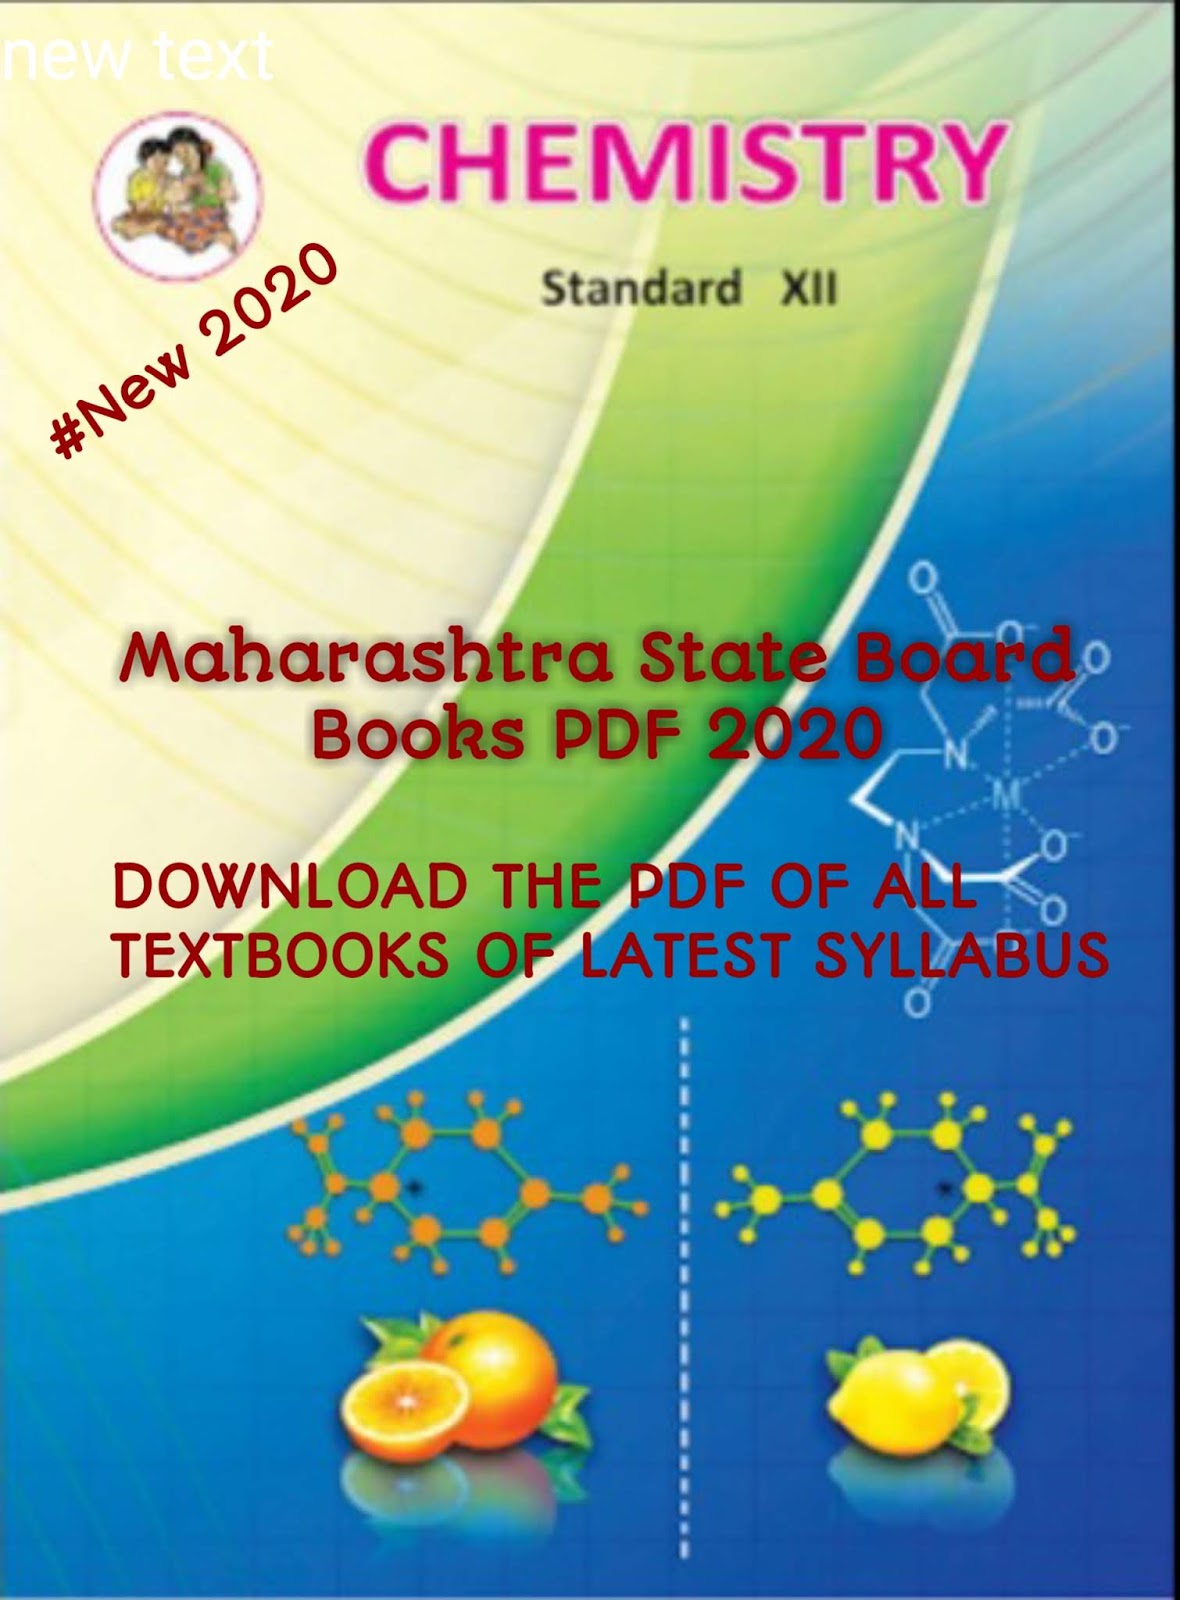 new text
CHEMISTRY
Standard XII
#New 2020
Maharashtra State Board
Books PDF 2020
DOWNLOAD THE PDF OF ALL
TEXTBOOKS OF LATEST SYLLABUS
O
O⁻
O
O⁻
N
M
N
O⁻
O
O